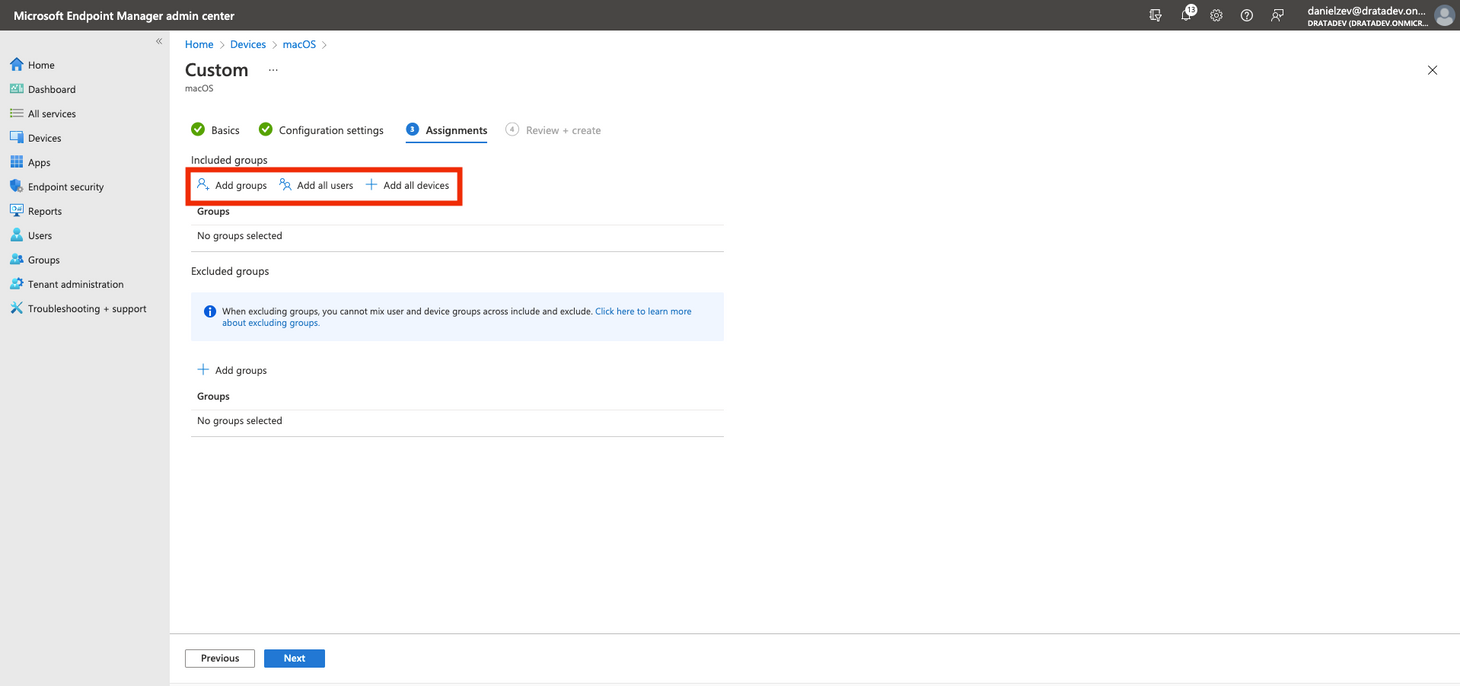 Microsoft Endpoint Manager admin center
13
danielzev@dratadev.on...
DRATADEV (DRATADEV.ONMICR...
«
Home
Dashboard
All services
Devices
Apps
Endpoint security
Reports
Users
Groups
Tenant administration
Troubleshooting + support
Home > Devices > macOS >
Custom ...
macOS
Basics
Configuration settings
3 Assignments
4 Review + create
Included groups
Add groups
Add all users
Add all devices
Groups
No groups selected
Excluded groups
When excluding groups, you cannot mix user and device groups across include and exclude. Click here to learn more
about excluding groups.
Add groups
Groups
No groups selected
Previous
Next